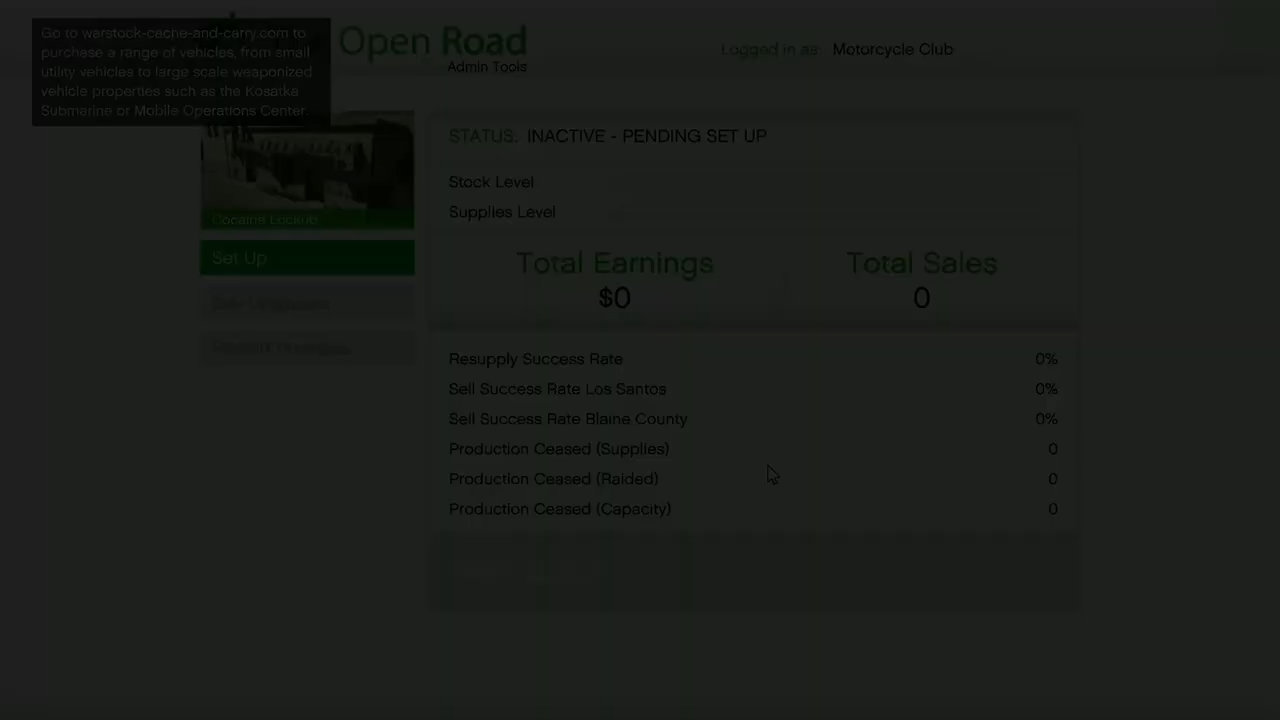 Go to warstock-cache-and-carry.com to
purchase a range of vehicles, from small
utility vehicles to large scale weaponized
vehicle properties such as the Kosatka
Submarine or Mobile Operations Center.
Open Road
Admin Tools
Logged in as: Motorcycle Club
Cocaine Lockup
Set Up
STATUS: INACTIVE - PENDING SET UP
Stock Level
Supplies Level
Total Earnings
$0
Total Sales
0
Resupply Success Rate 0%
Sell Success Rate Los Santos 0%
Sell Success Rate Blaine County 0%
Production Ceased (Supplies) 0
Production Ceased (Raided) 0
Production Ceased (Capacity) 0